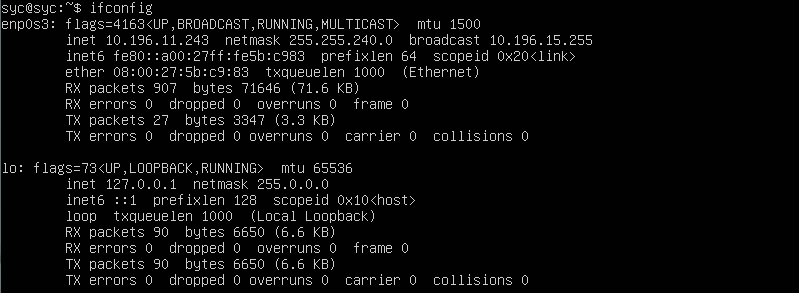 syc@syc:~$ ifconfig
enp0s3: flags=4163<UP,BROADCAST,RUNNING,MULTICAST>  mtu 1500
        inet 10.196.11.243  netmask 255.255.240.0  broadcast 10.196.15.255
        inet6 fe80::a00:27ff:fe5b:c983  prefixlen 64  scopeid 0x20<link>
        ether 08:00:27:5b:c9:83  txqueuelen 1000  (Ethernet)
        RX packets 907  bytes 71646 (71.6 KB)
        RX errors 0  dropped 0  overruns 0  frame 0
        TX packets 27  bytes 3347 (3.3 KB)
        TX errors 0  dropped 0 overruns 0  carrier 0  collisions 0

lo: flags=73<UP,LOOPBACK,RUNNING>  mtu 65536
        inet 127.0.0.1  netmask 255.0.0.0
        inet6 ::1  prefixlen 128  scopeid 0x10<host>
        loop  txqueuelen 1000  (Local Loopback)
        RX packets 90  bytes 6650 (6.6 KB)
        RX errors 0  dropped 0  overruns 0  frame 0
        TX packets 90  bytes 6650 (6.6 KB)
        TX errors 0  dropped 0 overruns 0  carrier 0  collisions 0